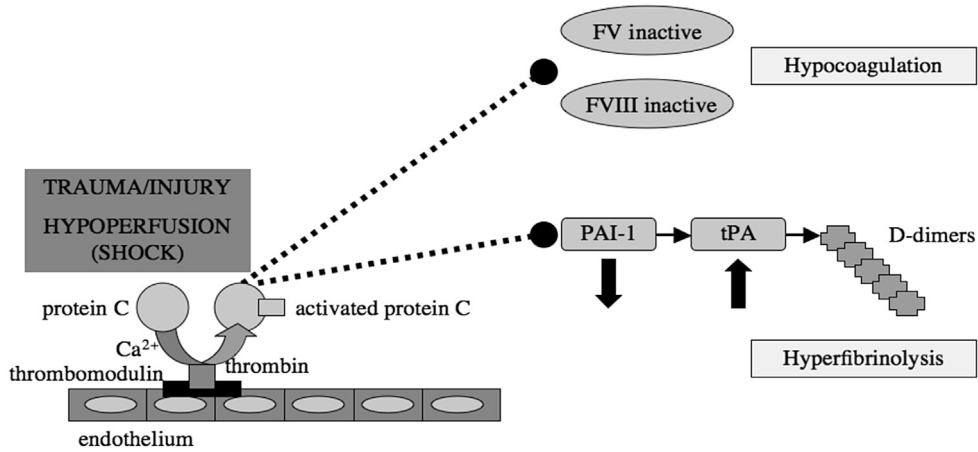 FV inactive
Hypocoagulation
FVIII inactive
TRAUMA/INJURY
HYPOPERFUSION
(SHOCK)
PAI-1
tPA
D-dimers
protein C
activated protein C
Ca²⁺
thrombomodulin
thrombin
Hyperfibrinolysis
endothelium